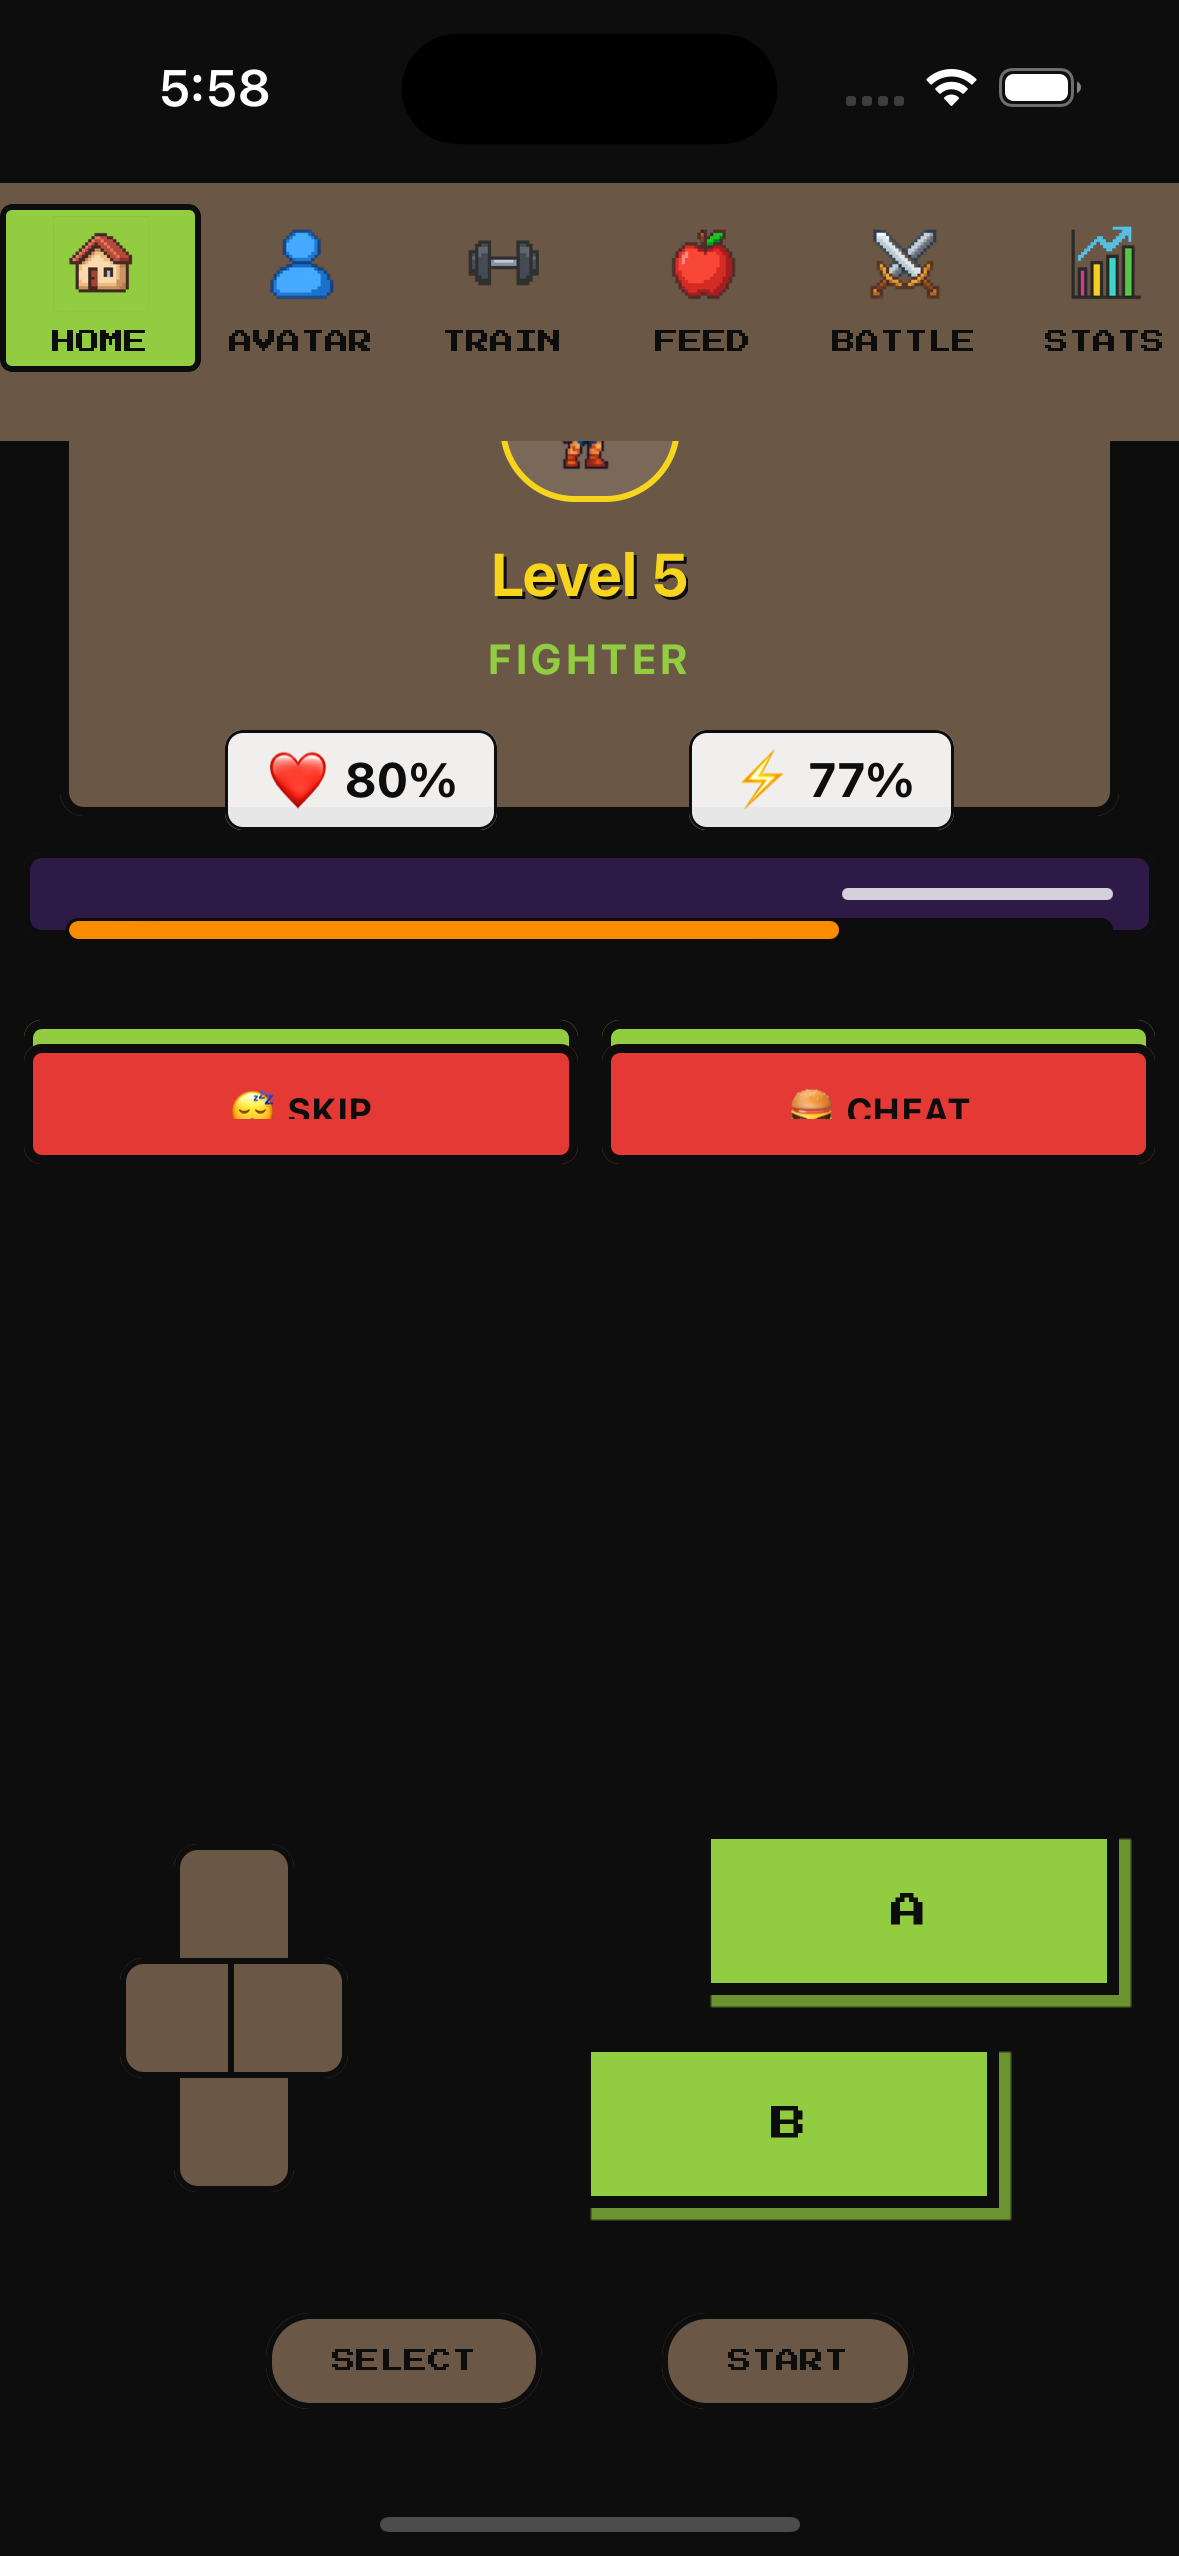 5:58
HOME AVATAR TRAIN FEED BATTLE STATS
Level 5
FIGHTER
80% 77%
SKIP CHEAT
A
B
SELECT START